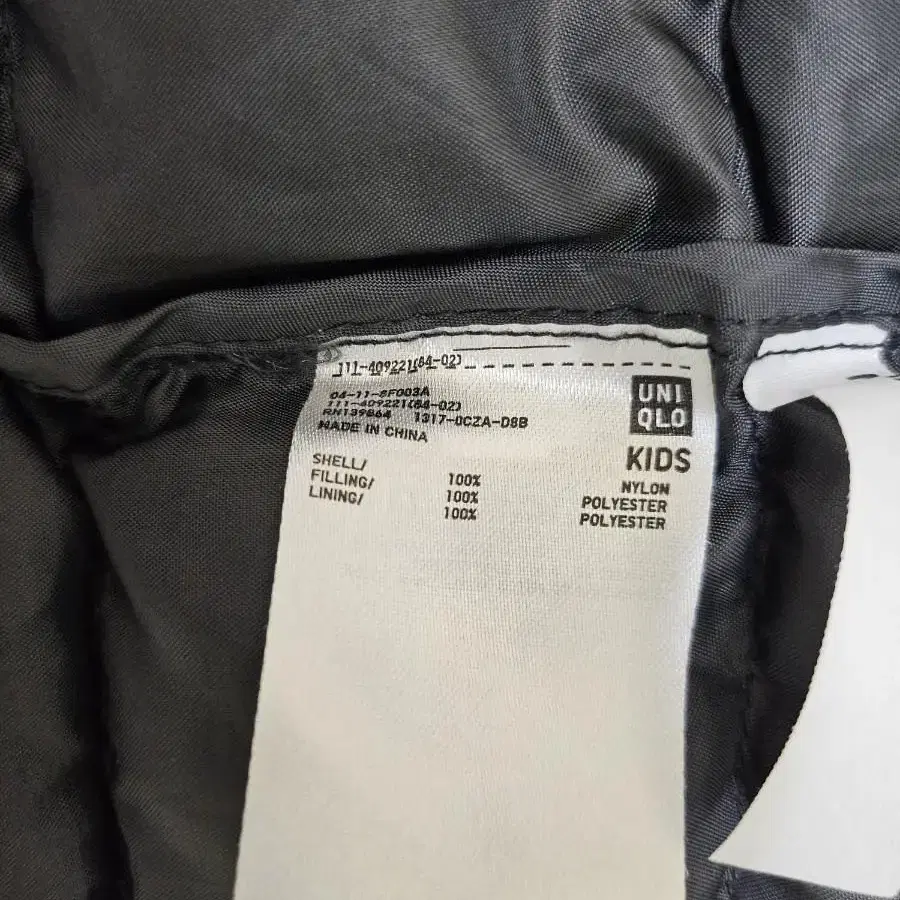 111-409221(84-02)
04-11-8F003A
111-409221(84-02)
RN139864 1317-0CZA-D8B
MADE IN CHINA
UNI
QLO
KIDS
SHELL/ 100% NYLON
FILLING/ 100% POLYESTER
LINING/ 100% POLYESTER